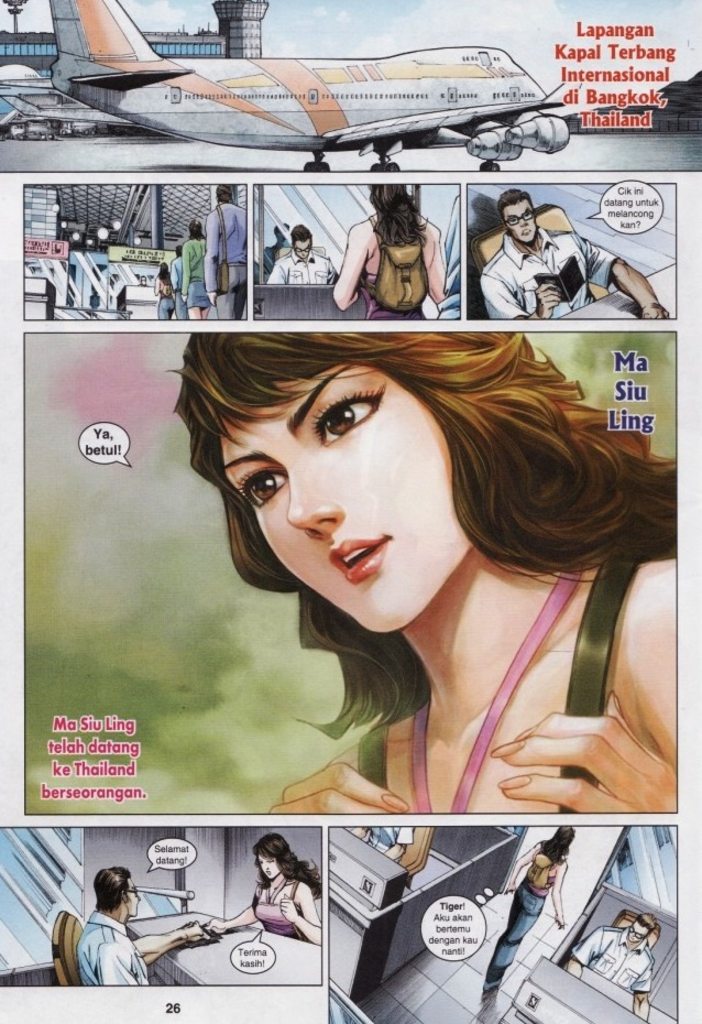 Lapangan
Kapal Terbang
Internasional
di Bangkok,
Thailand
Cik ini
datang untuk
melancong
kan?
Ma
Siu
Ling
Ya,
betul!
Ma Siu Ling
telah datang
ke Thailand
berseorangan.
Selamat
datang!
Terima
kasih!
Tiger!
Aku akan
bertemu
dengan kau
nanti!
26